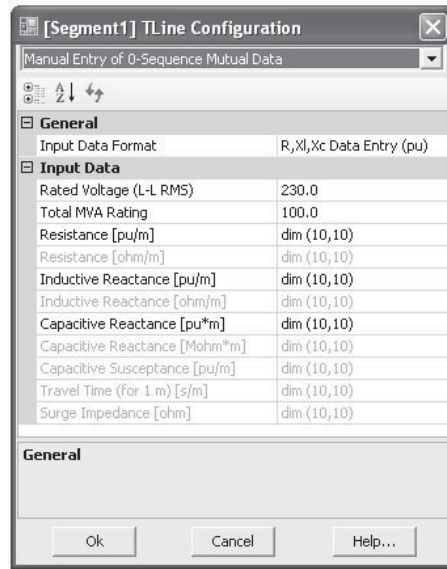 [Segment1] TLine Configuration
Manual Entry of 0-Sequence Mutual Data
General
Input Data Format R,Xl,Xc Data Entry (pu)
Input Data
Rated Voltage (L-L RMS) 230.0
Total MVA Rating 100.0
Resistance [pu/m] dim (10,10)
Resistance [ohm/m] dim (10,10)
Inductive Reactance [pu/m] dim (10,10)
Inductive Reactance [ohm/m] dim (10,10)
Capacitive Reactance [pu*m] dim (10,10)
Capacitive Reactance [Mohm*m] dim (10,10)
Capacitive Susceptance [pu/m] dim (10,10)
Travel Time (for 1 m) [s/m] dim (10,10)
Surge Impedance [ohm] dim (10,10)
General
Ok Cancel Help...